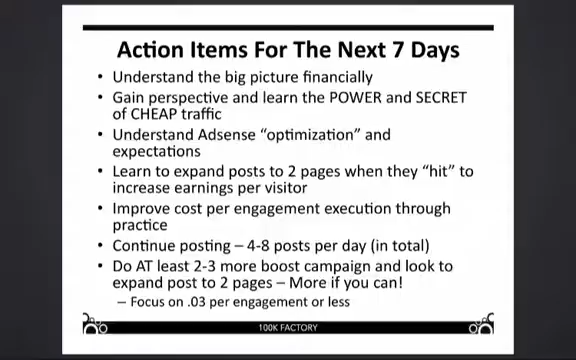 Action Items For The Next 7 Days
• Understand the big picture financially
• Gain perspective and learn the POWER and SECRET
of CHEAP traffic
• Understand Adsense “optimization” and
expectations
• Learn to expand posts to 2 pages when they “hit” to
increase earnings per visitor
• Improve cost per engagement execution through
practice
• Continue posting – 4-8 posts per day (in total)
• Do AT least 2-3 more boost campaign and look to
expand post to 2 pages – More if you can!
– Focus on .03 per engagement or less
100K FACTORY